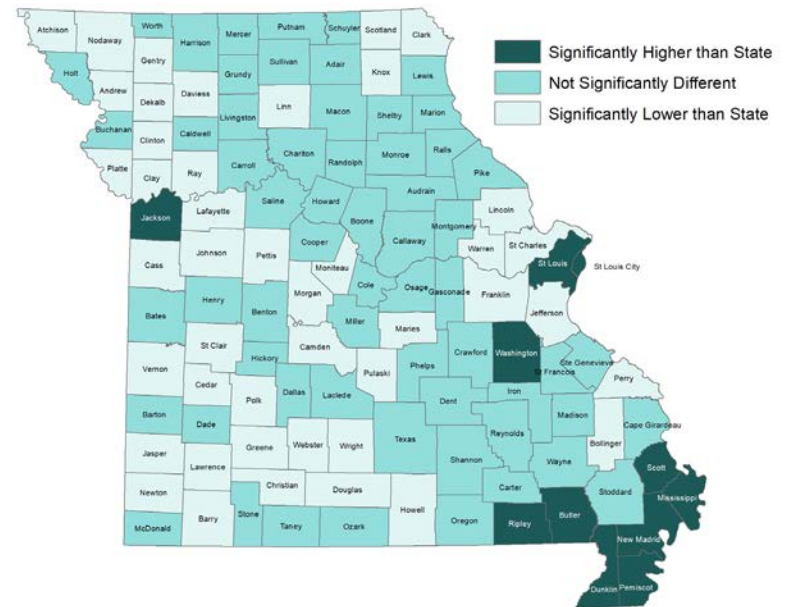 Significantly Higher than State
Not Significantly Different
Significantly Lower than State
Atchison
Nodaway
Worth
Harrison
Mercer
Putnam
Schuyler
Scotland
Clark
Holt
Gentry
Grundy
Sullivan
Adair
Knox
Lewis
Andrew
Dekalb
Daviess
Linn
Macon
Shelby
Marion
Livingston
Buchanan
Clinton
Caldwell
Chariton
Randolph
Monroe
Ralls
Pike
Platte
Clay
Ray
Carroll
Audrain
Jackson
Lafayette
Saline
Howard
Boone
Callaway
Montgomery
Lincoln
Warren
St Charles
St Louis
St Louis City
Cass
Johnson
Pettis
Cooper
Moniteau
Cole
Osage
Gasconade
Franklin
Jefferson
Morgan
Bates
Henry
Benton
Miller
Maries
Camden
Pulaski
Phelps
Crawford
Washington
Ste Genevieve
St Francois
Perry
St Clair
Hickory
Vernon
Cedar
Polk
Dallas
Laclede
Dent
Iron
Madison
Bollinger
Cape Girardeau
Barton
Dade
Texas
Reynolds
Wayne
Jasper
Greene
Webster
Wright
Shannon
Scott
Lawrence
Christian
Douglas
Carter
Stoddard
Mississippi
Newton
Barry
Stone
Taney
Ozark
Howell
Oregon
Ripley
Butler
New Madrid
McDonald
Dunklin
Pemiscot